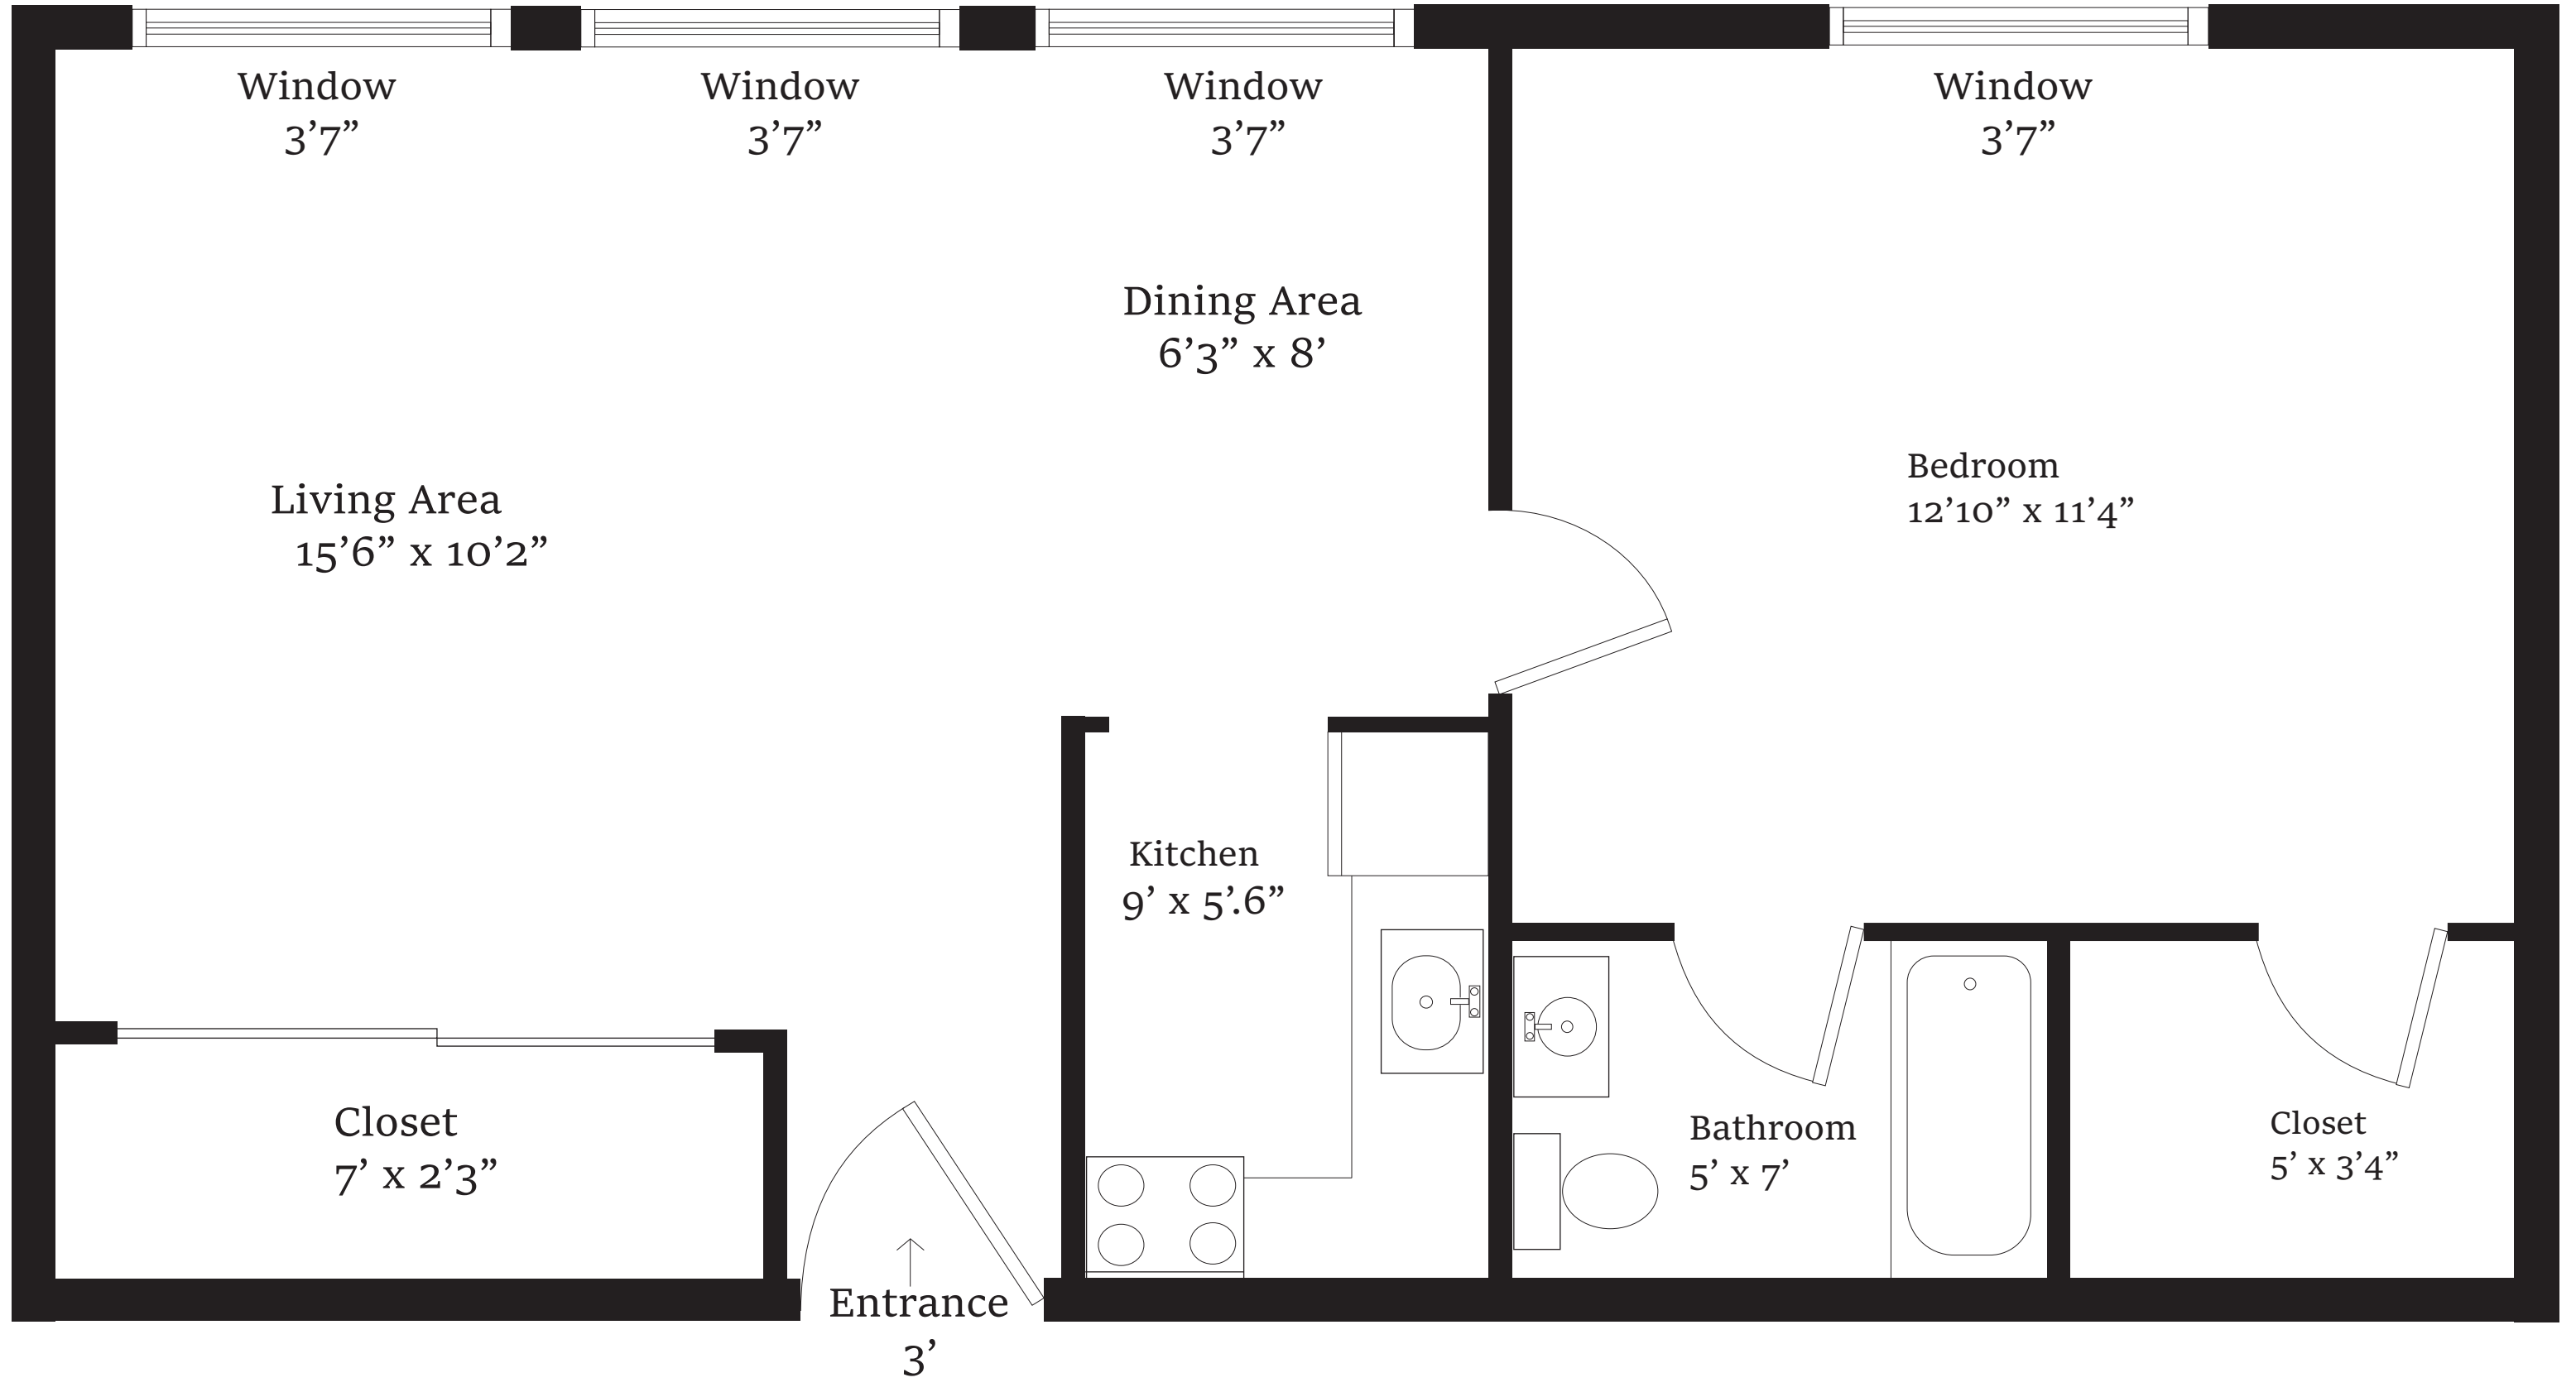 Window
3’7”
Window
3’7”
Window
3’7”
Window
3’7”
Dining Area
6’3” x 8’
Living Area
15’6” x 10’2”
Bedroom
12’10” x 11’4”
Kitchen
9’ x 5’.6”
Closet
7’ x 2’3”
Bathroom
5’ x 7’
Closet
5’ x 3’4”
Entrance
3’